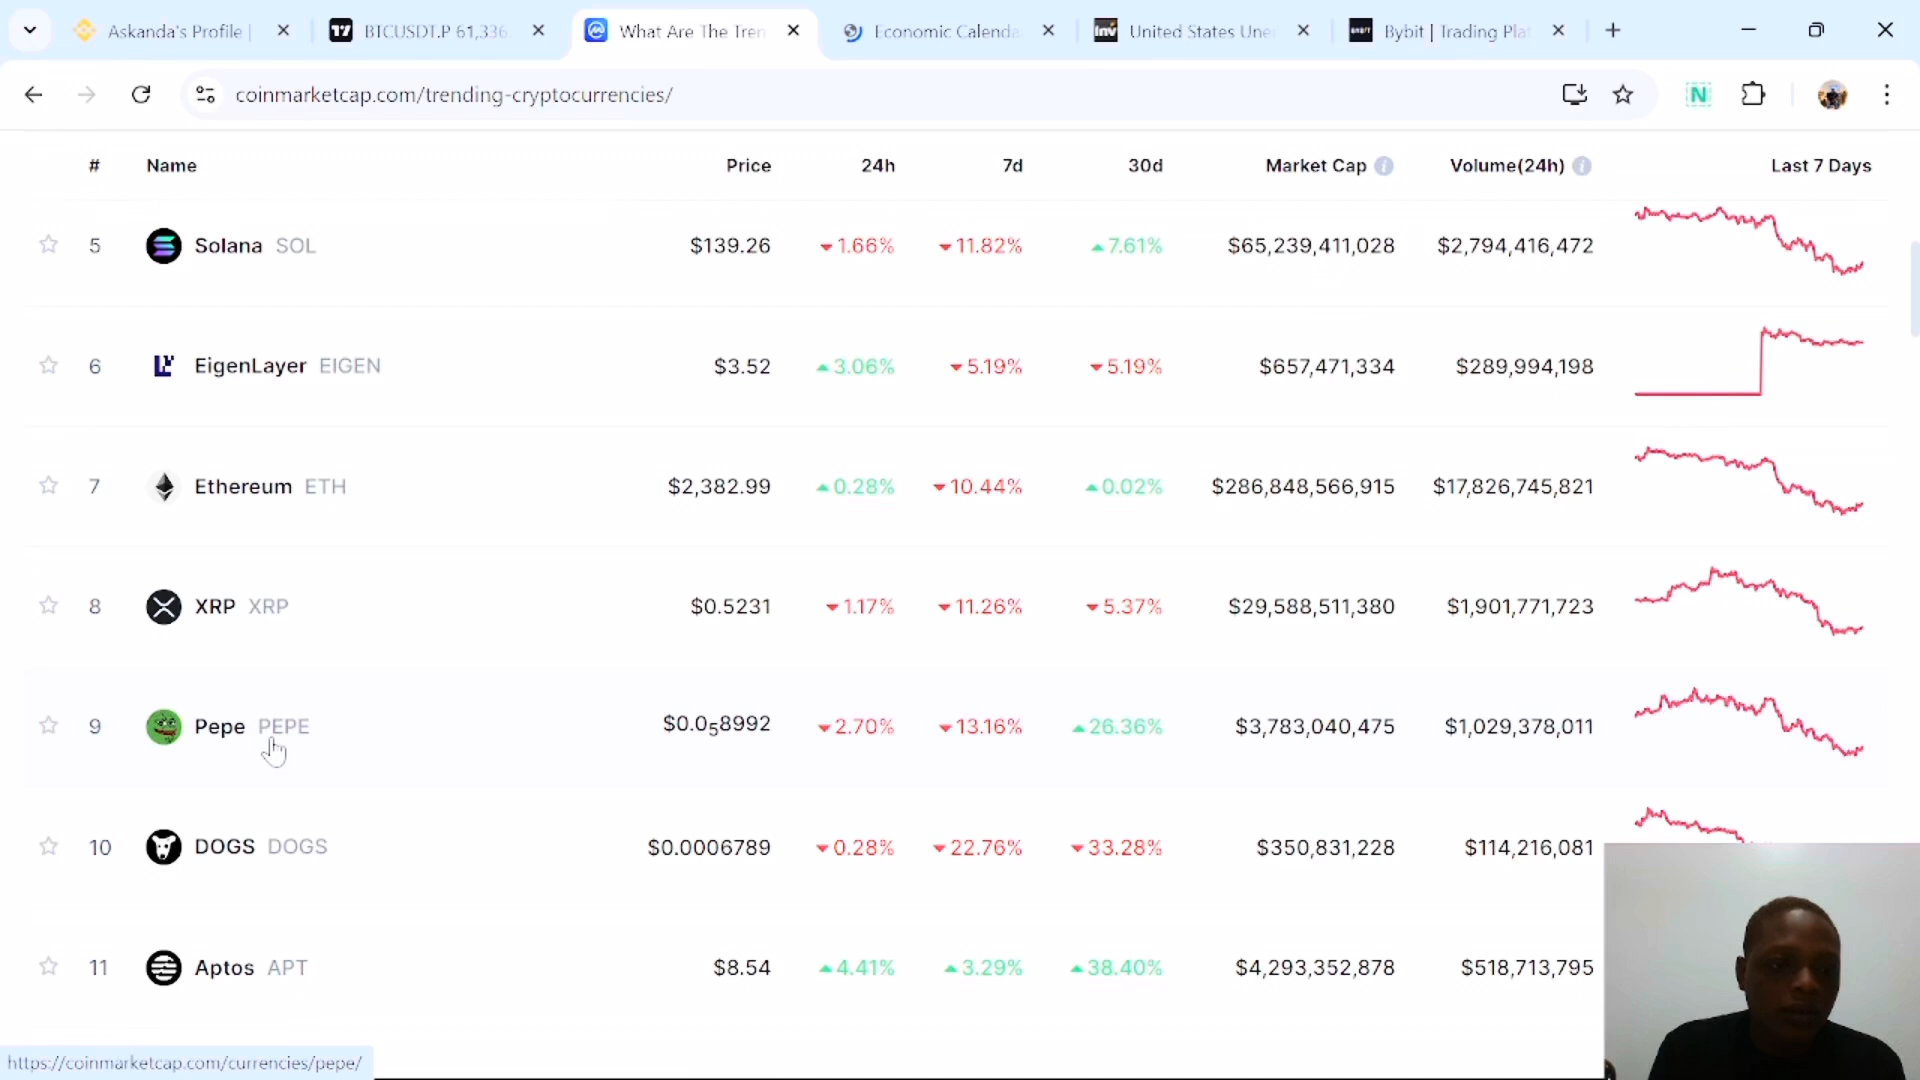 Askanda's Profile |
BTCUSDT.P 61,336
What Are The Tren
Economic Calenda
United States Une
Bybit | Trading Pla
coinmarketcap.com/trending-cryptocurrencies/
# Name Price 24h 7d 30d Market Cap Volume(24h) Last 7 Days
5 Solana SOL $139.26 1.66% 11.82% 7.61% $65,239,411,028 $2,794,416,472
6 EigenLayer EIGEN $3.52 3.06% 5.19% 5.19% $657,471,334 $289,994,198
7 Ethereum ETH $2,382.99 0.28% 10.44% 0.02% $286,848,566,915 $17,826,745,821
8 XRP XRP $0.5231 1.17% 11.26% 5.37% $29,588,511,380 $1,901,771,723
9 Pepe PEPE $0.0₅8992 2.70% 13.16% 26.36% $3,783,040,475 $1,029,378,011
10 DOGS DOGS $0.0006789 0.28% 22.76% 33.28% $350,831,228 $114,216,081
11 Aptos APT $8.54 4.41% 3.29% 38.40% $4,293,352,878 $518,713,795
https://coinmarketcap.com/currencies/pepe/